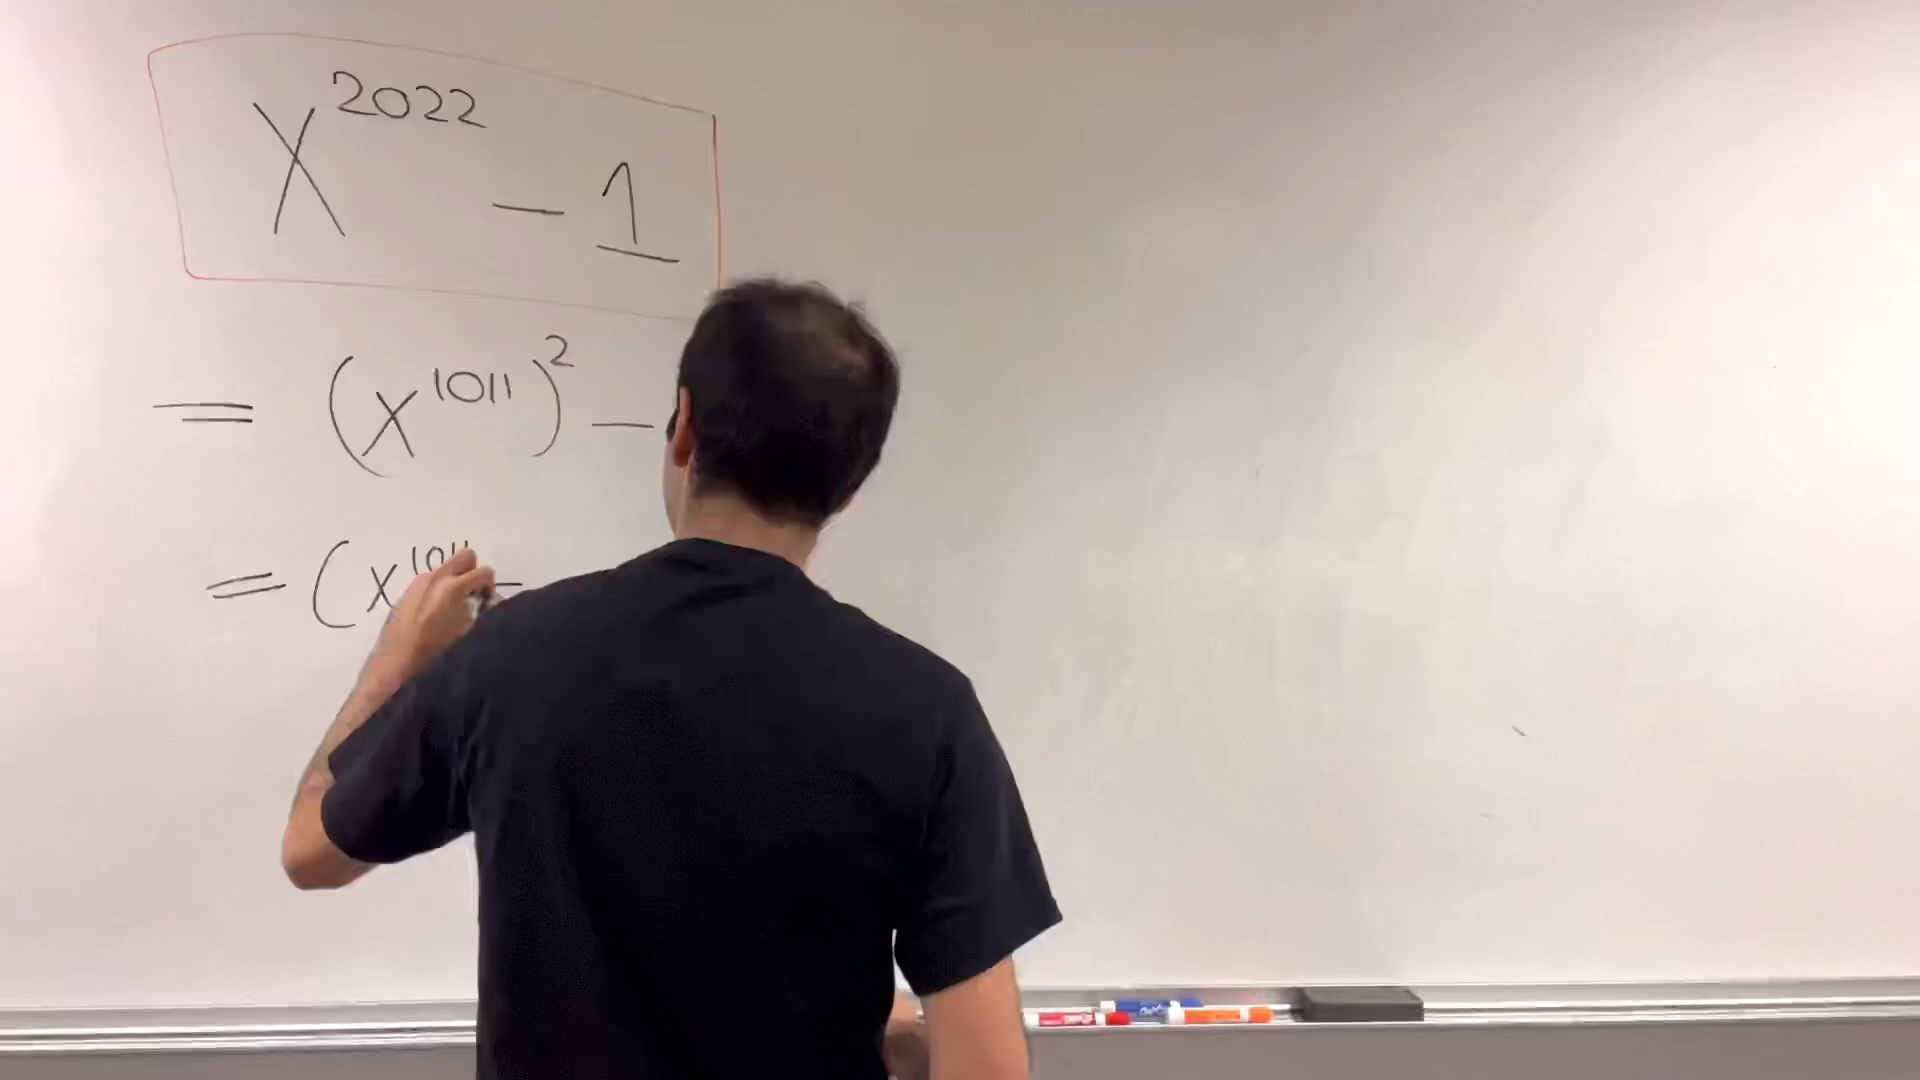 X^2022 - 1
= (x^1011)^2 -
= (x^1011 -